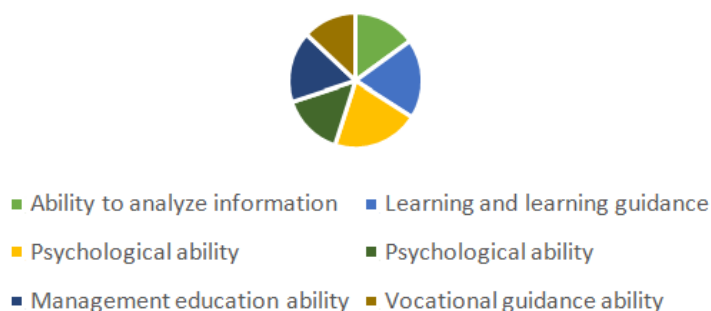 Ability to analyze information
Learning and learning guidance
Psychological ability
Psychological ability
Management education ability
Vocational guidance ability